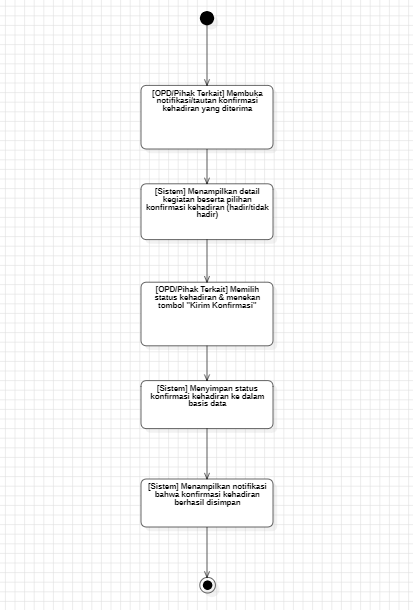 [OPD/Pihak Terkait] Membuka
notifikasi/tautan konfirmasi
kehadiran yang diterima
[Sistem] Menampilkan detail
kegiatan beserta pilihan
konfirmasi kehadiran (hadir/tidak
hadir)
[OPD/Pihak Terkait] Memilih
status kehadiran & menekan
tombol "Kirim Konfirmasi"
[Sistem] Menyimpan status
konfirmasi kehadiran ke dalam
basis data
[Sistem] Menampilkan notifikasi
bahwa konfirmasi kehadiran
berhasil disimpan